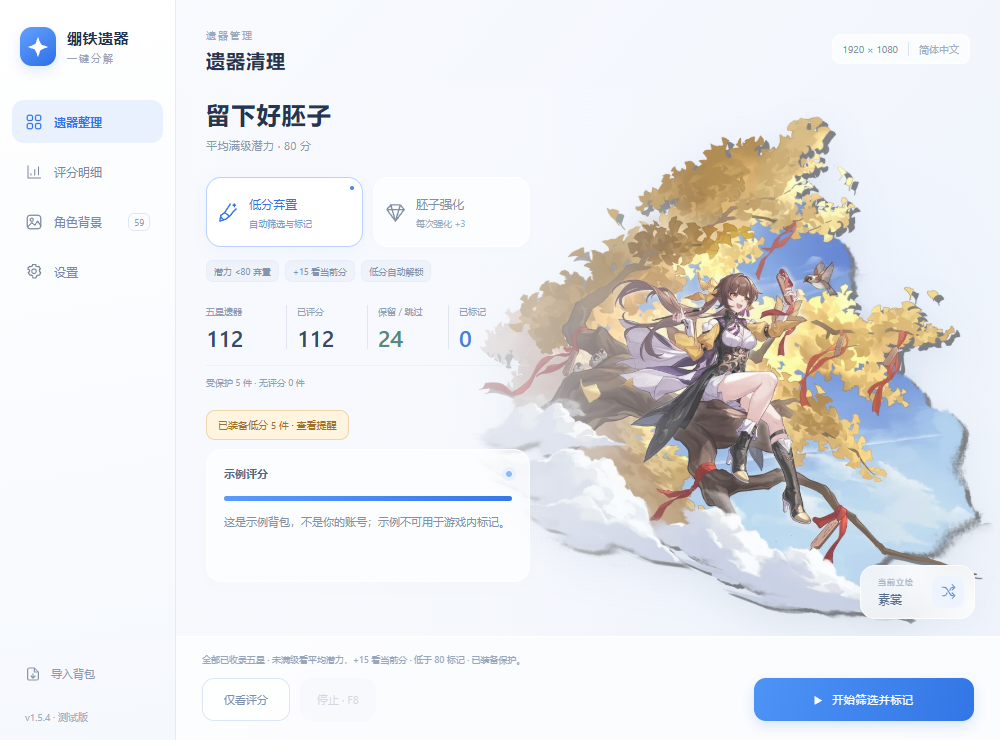 绷铁遗器
一键分解
遗器整理
评分明细
角色背景
59
设置
导入背包
v1.5.4 · 测试版
遗器管理
遗器清理
1920 × 1080
简体中文
留下好胚子
平均满级潜力 · 80 分
低分弃置
自动筛选与标记
胚子强化
每次强化 +3
潜力 <80 弃置
+15 看当前分
低分自动解锁
五星遗器
112
已评分
112
保留 / 跳过
24
已标记
0
受保护 5 件 · 无评分 0 件
已装备低分 5 件 · 查看提醒
示例评分
这是示例背包，不是你的账号；示例不可用于游戏内标记。
当前立绘
素裳
全部已收录五星 · 未满级看平均潜力，+15 看当前分 · 低于 80 标记 · 已装备保护。
仅看评分
停止 · F8
开始筛选并标记